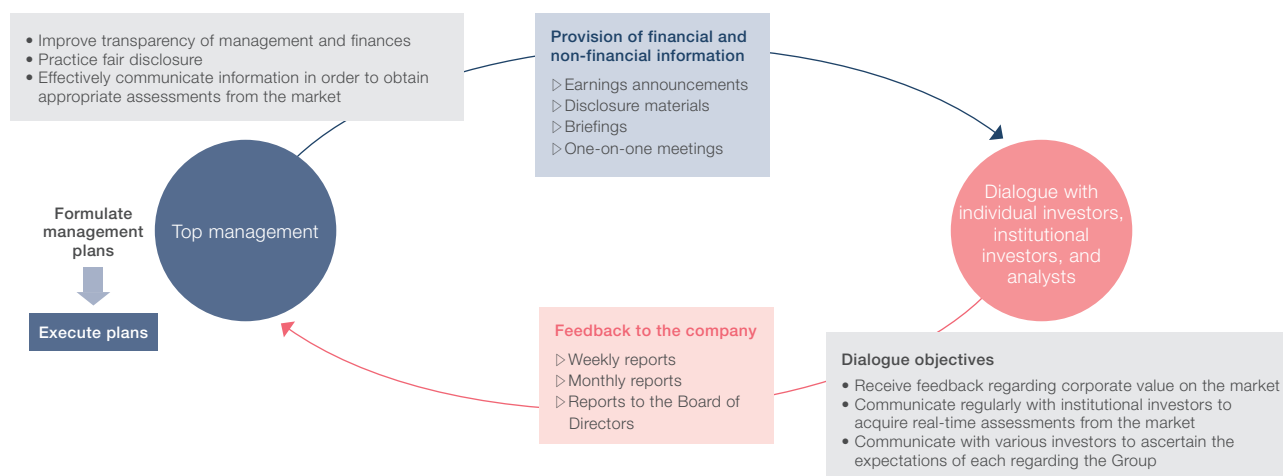 • Improve transparency of management and finances
• Practice fair disclosure
• Effectively communicate information in order to obtain
appropriate assessments from the market
Provision of financial and
non-financial information
▷Earnings announcements
▷Disclosure materials
▷Briefings
▷One-on-one meetings
Formulate
management
plans
Execute plans
Top management
Dialogue with
individual investors,
institutional
investors, and
analysts
Feedback to the company
▷Weekly reports
▷Monthly reports
▷Reports to the Board of
Directors
Dialogue objectives
• Receive feedback regarding corporate value on the market
• Communicate regularly with institutional investors to
acquire real-time assessments from the market
• Communicate with various investors to ascertain the
expectations of each regarding the Group